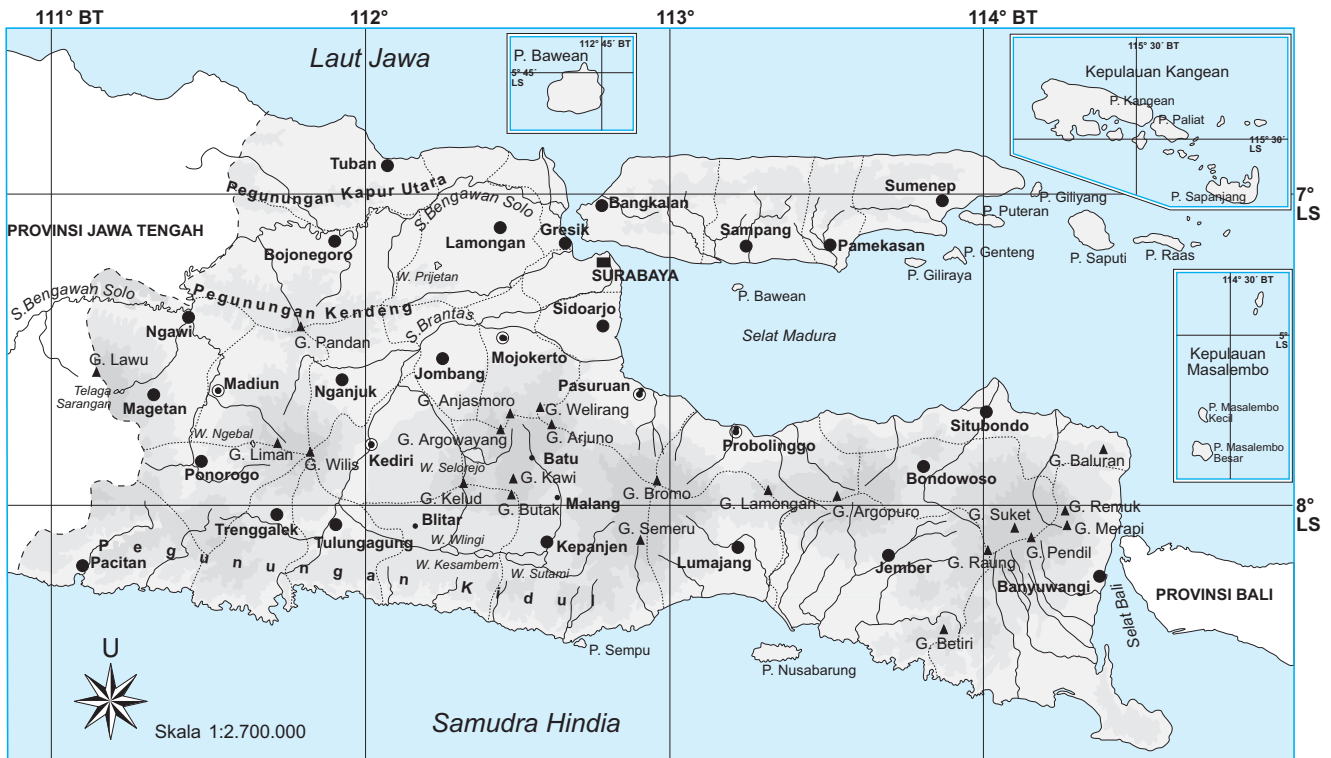 111° BT
112°
113°
114° BT
Laut Jawa
112° 45' BT
P. Bawean
5° 45'
LS
115° 30' BT
Kepulauan Kangean
P. Kangean
P. Paliat
115° 30'
LS
P. Sapanjang
Tuban
Pegunungan Kapur Utara
S.Bengawan Solo
Sumenep
P. Giliyang
7°
LS
Bangkalan
P. Puteran
PROVINSI JAWA TENGAH
Bojonegoro
Lamongan
Gresik
Sampang
Pamekasan
P. Genteng
P. Saputi
P. Raas
W. Prijetan
SURABAYA
P. Giliraya
S.Bengawan Solo
Pegunungan Kendeng
P. Bawean
114° 30' BT
Ngawi
S.Brantas
Sidoarjo
Selat Madura
5°
LS
G. Pandan
Mojokerto
Kepulauan
Masalembo
G. Lawu
Jombang
Telaga
Sarangan
Madiun
Nganjuk
Pasuruan
Magetan
G. Anjasmoro
G. Welirang
P. Masalembo
Kecil
Situbondo
W. Ngebal
G. Argowayang
G. Arjuno
Probolinggo
P. Masalembo
Besar
G. Liman
G. Wilis
Kediri
Batu
G. Baluran
Ponorogo
W. Selorejo
G. Kawi
Bondowoso
G. Kelud
G. Bromo
G. Lamongan
Malang
G. Butak
G. Argopuro
G. Remuk
8°
LS
Trenggalek
Blitar
G. Suket
G. Merapi
Tulungagung
W. Wlingi
Kepanjen
G. Semeru
G. Pendil
Pacitan
W. Kesambem
W. Sutami
Lumajang
Jember
G. Raung
Banyuwangi
Pegunungan Kidul
PROVINSI BALI
Selat Bali
G. Betiri
P. Sempu
P. Nusabarung
U
Skala 1:2.700.000
Samudra Hindia